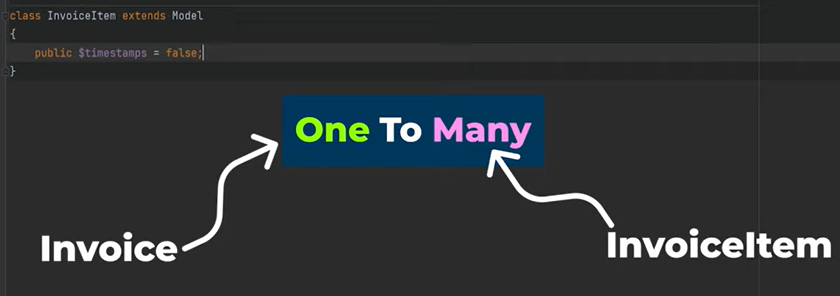 class InvoiceItem extends Model
{
    public $timestamps = false;
}
One To Many
Invoice
InvoiceItem